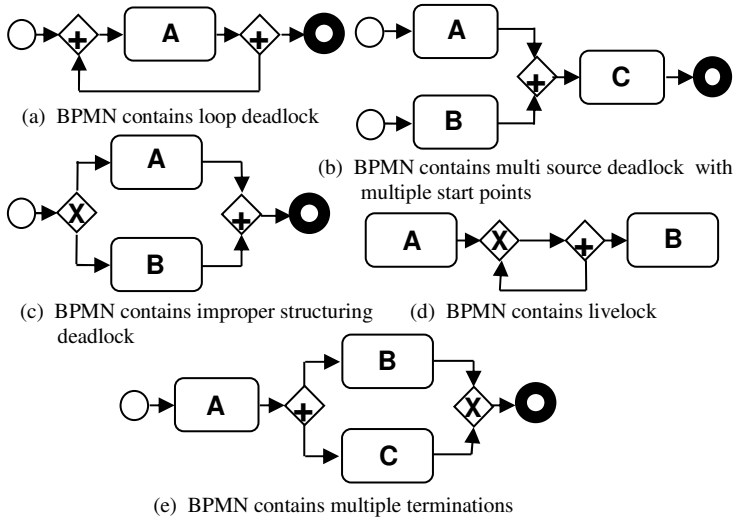 A
(a) BPMN contains loop deadlock
A
B
C
(b) BPMN contains multi source deadlock with
multiple start points
X
A
B
(c) BPMN contains improper structuring
deadlock
A
X
B
(d) BPMN contains livelock
A
B
C
X
(e) BPMN contains multiple terminations